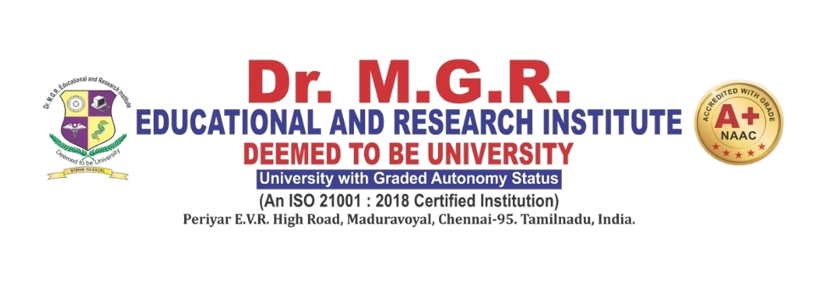 Dr. M.G.R. Educational and Research Institute
Deemed to be University
STRIVE TO EXCEL
Dr. M.G.R.
EDUCATIONAL AND RESEARCH INSTITUTE
DEEMED TO BE UNIVERSITY
University with Graded Autonomy Status
(An ISO 21001 : 2018 Certified Institution)
Periyar E.V.R. High Road, Maduravoyal, Chennai-95. Tamilnadu, India.
ACCREDITED WITH GRADE
A+
NAAC